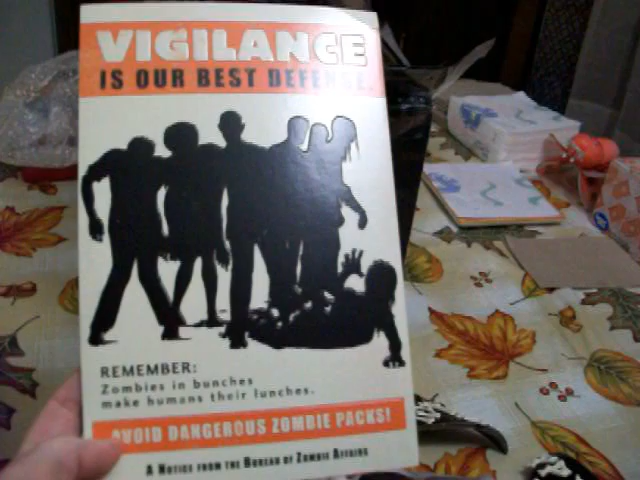 VIGILANCE
IS OUR BEST DEFENSE.
REMEMBER:
Zombies in bunches
make humans their lunches.
AVOID DANGEROUS ZOMBIE PACKS!
A Notice from the Bureau of Zombie Affairs